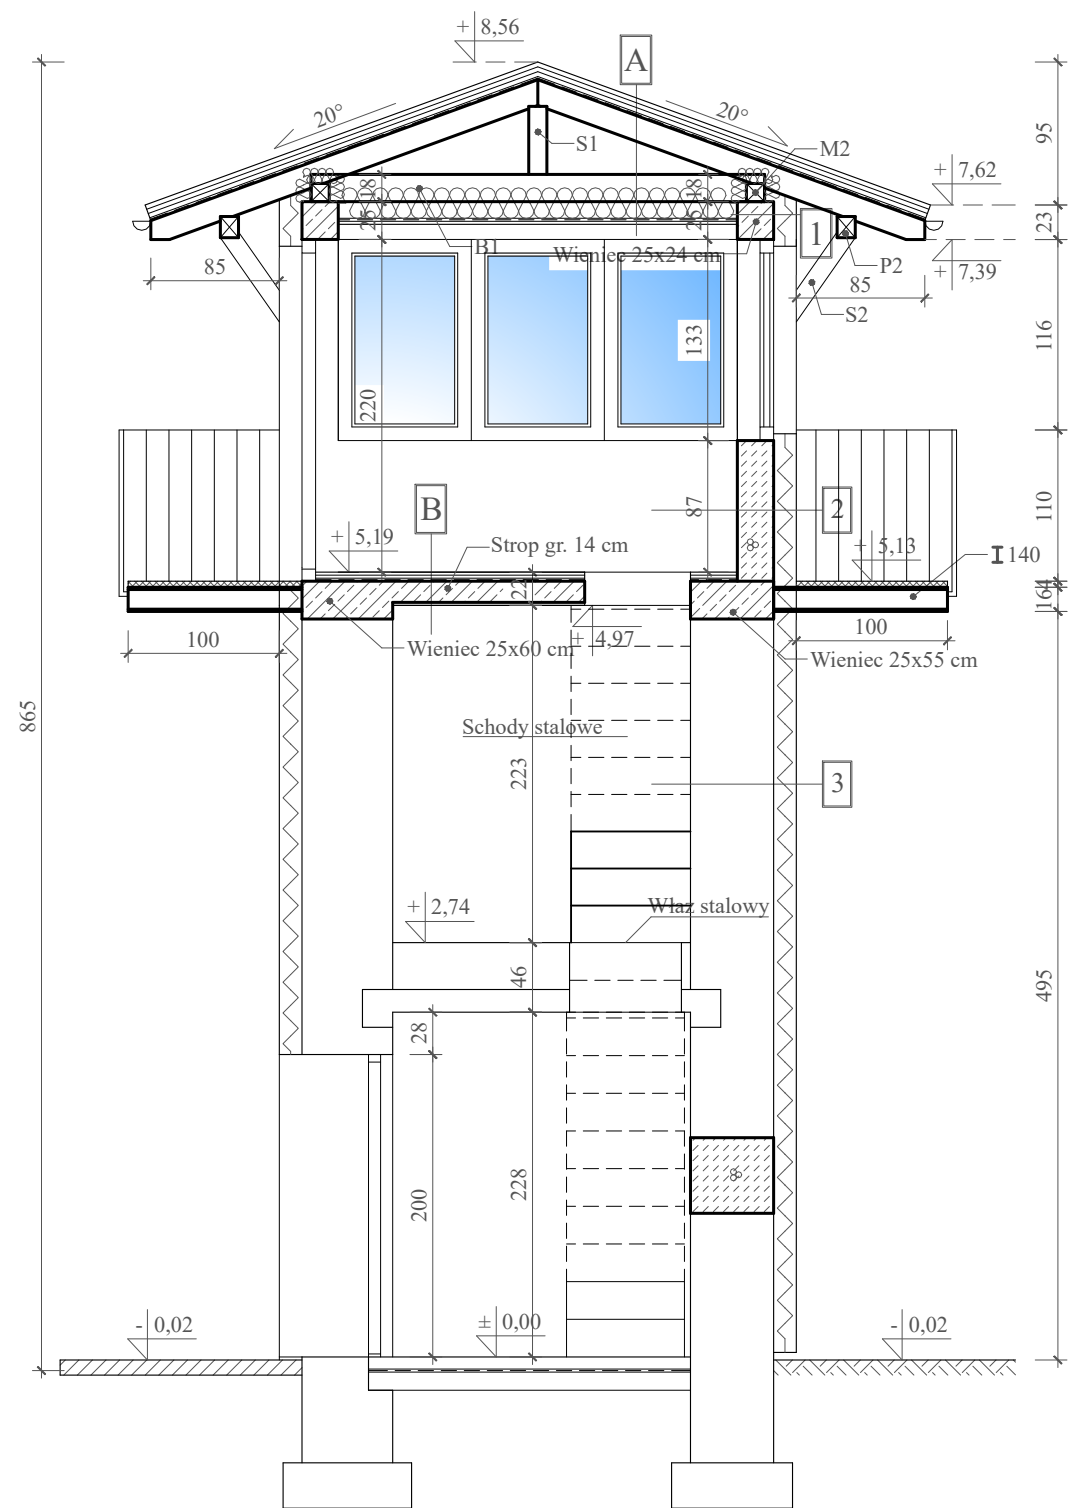 + 8,56
A
20°
20°
S1
M2
95
+ 7,62
18
18
25
25
1
23
B1
Wieniec 25x24 cm
P2
+ 7,39
85
85
S2
133
116
220
B
87
2
110
+ 5,19
Strop gr. 14 cm
+ 5,13
I 140
22
4
16
+ 4,97
100
Wieniec 25x60 cm
100
Wieniec 25x55 cm
865
Schody stalowe
223
3
+ 2,74
Właz stalowy
46
495
28
200
228
- 0,02
± 0,00
- 0,02